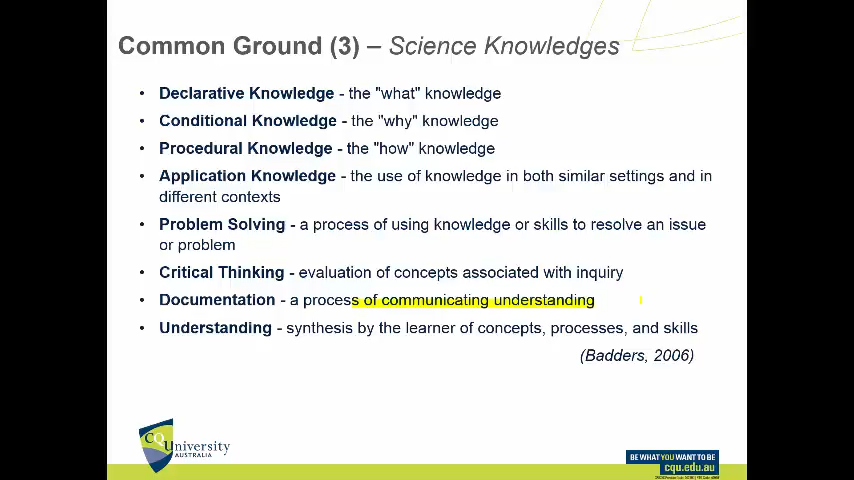 Common Ground (3) – Science Knowledges
• Declarative Knowledge - the "what" knowledge
• Conditional Knowledge - the "why" knowledge
• Procedural Knowledge - the "how" knowledge
• Application Knowledge - the use of knowledge in both similar settings and in
different contexts
• Problem Solving - a process of using knowledge or skills to resolve an issue
or problem
• Critical Thinking - evaluation of concepts associated with inquiry
• Documentation - a process of communicating understanding
• Understanding - synthesis by the learner of concepts, processes, and skills
(Badders, 2006)
CQUniversity
AUSTRALIA
BE WHAT YOU WANT TO BE
cqu.edu.au